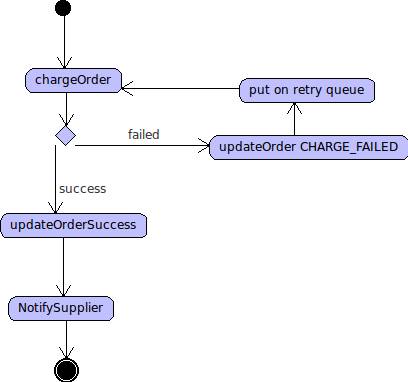 chargeOrder
put on retry queue
failed
updateOrder CHARGE_FAILED
success
updateOrderSuccess
NotifySupplier